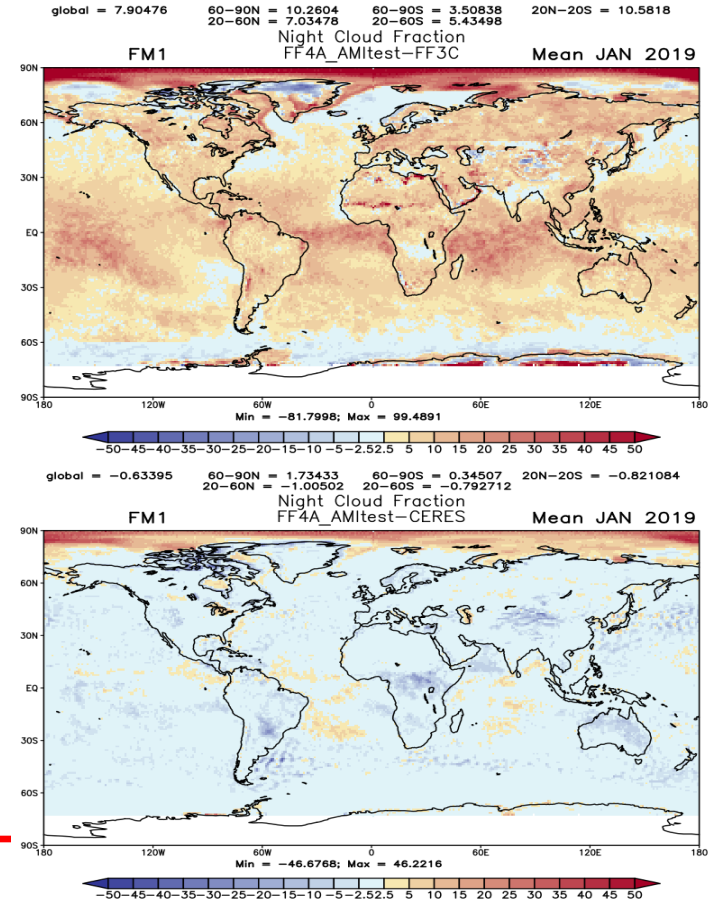 global = 7.90476 60-90N = 10.2604 60-90S = 3.50838 20N-20S = 10.5818
20-60N = 7.03478 20-60S = 5.43498
Night Cloud Fraction
FM1 FF4A_AMItest-FF3C Mean JAN 2019
90N
60N
30N
EQ
30S
60S
90S
180 120W 60W 0 60E 120E 180
Min = -81.7998; Max = 99.4891
-50-45-40-35-30-25-20-15-10-5-2.52.5 5 10 15 20 25 30 35 40 45 50
global = -0.63395 60-90N = 1.73433 60-90S = 0.34507 20N-20S = -0.821084
20-60N = -1.00502 20-60S = -0.792712
Night Cloud Fraction
FM1 FF4A_AMItest-CERES Mean JAN 2019
90N
60N
30N
EQ
30S
60S
90S
180 120W 60W 0 60E 120E 180
Min = -46.6768; Max = 46.2216
-50-45-40-35-30-25-20-15-10-5-2.52.5 5 10 15 20 25 30 35 40 45 50